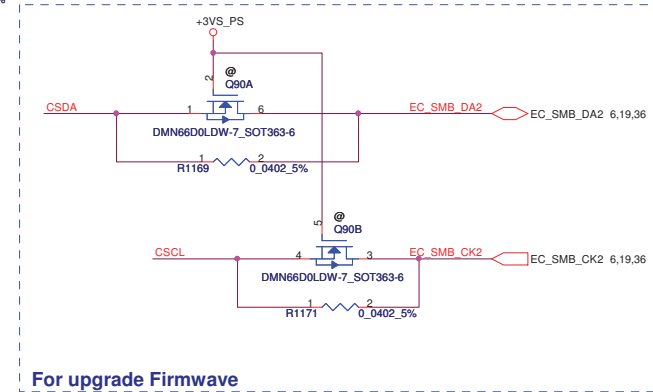 +3VS_PS
2
@
Q90A
CSDA
1
6
EC_SMB_DA2
EC_SMB_DA2 6,19,36
DMN66D0LDW-7_SOT363-6
1
2
R1169
0_0402_5%
5
@
Q90B
CSCL
4
3
EC_SMB_CK2
EC_SMB_CK2 6,19,36
DMN66D0LDW-7_SOT363-6
1
2
R1171
0_0402_5%
For upgrade Firmwave